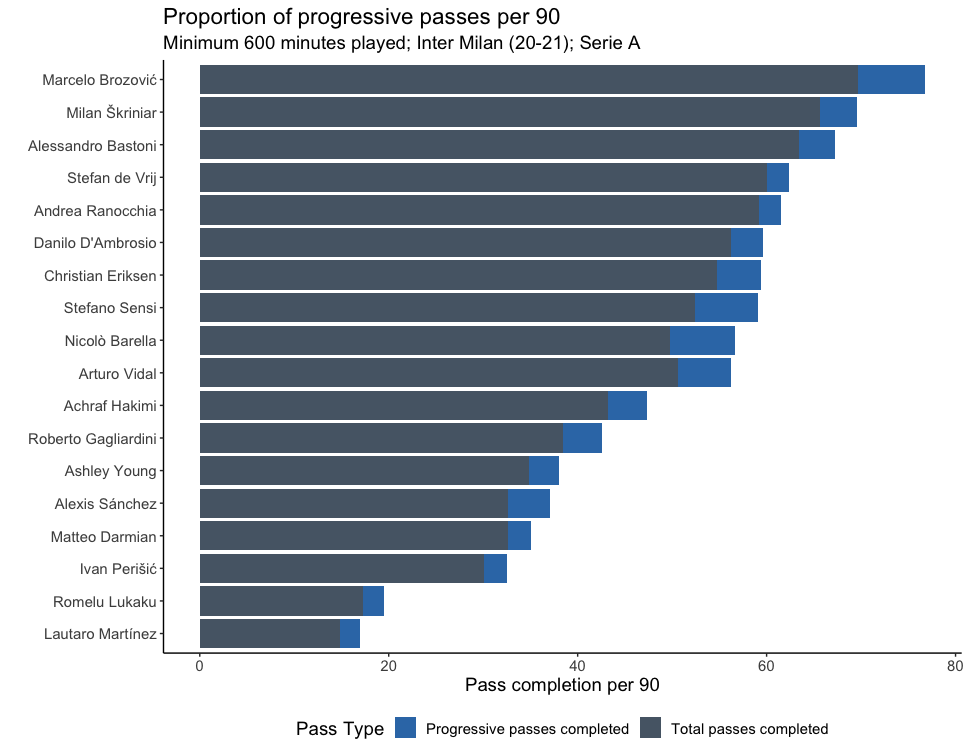 Proportion of progressive passes per 90
Minimum 600 minutes played; Inter Milan (20-21); Serie A
Marcelo Brozović
Milan Škriniar
Alessandro Bastoni
Stefan de Vrij
Andrea Ranocchia
Danilo D'Ambrosio
Christian Eriksen
Stefano Sensi
Nicolò Barella
Arturo Vidal
Achraf Hakimi
Roberto Gagliardini
Ashley Young
Alexis Sánchez
Matteo Darmian
Ivan Perišić
Romelu Lukaku
Lautaro Martínez
0 20 40 60 80
Pass completion per 90
Pass Type Progressive passes completed Total passes completed